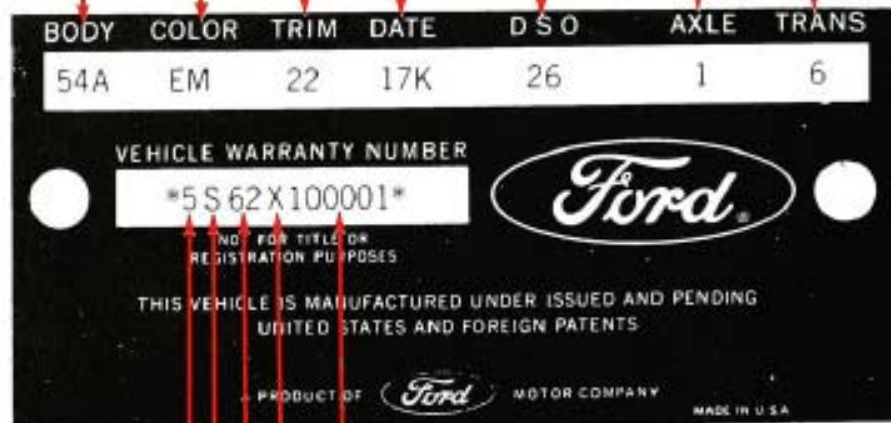 BODY COLOR TRIM DATE D S O AXLE TRANS
54A EM 22 17K 26 1 6
VEHICLE WARRANTY NUMBER
*5S62X100001*
Ford
NOT FOR TITLE OR
REGISTRATION PURPOSES
THIS VEHICLE IS MANUFACTURED UNDER ISSUED AND PENDING
UNITED STATES AND FOREIGN PATENTS
PRODUCT OF Ford MOTOR COMPANY
MADE IN U.S.A